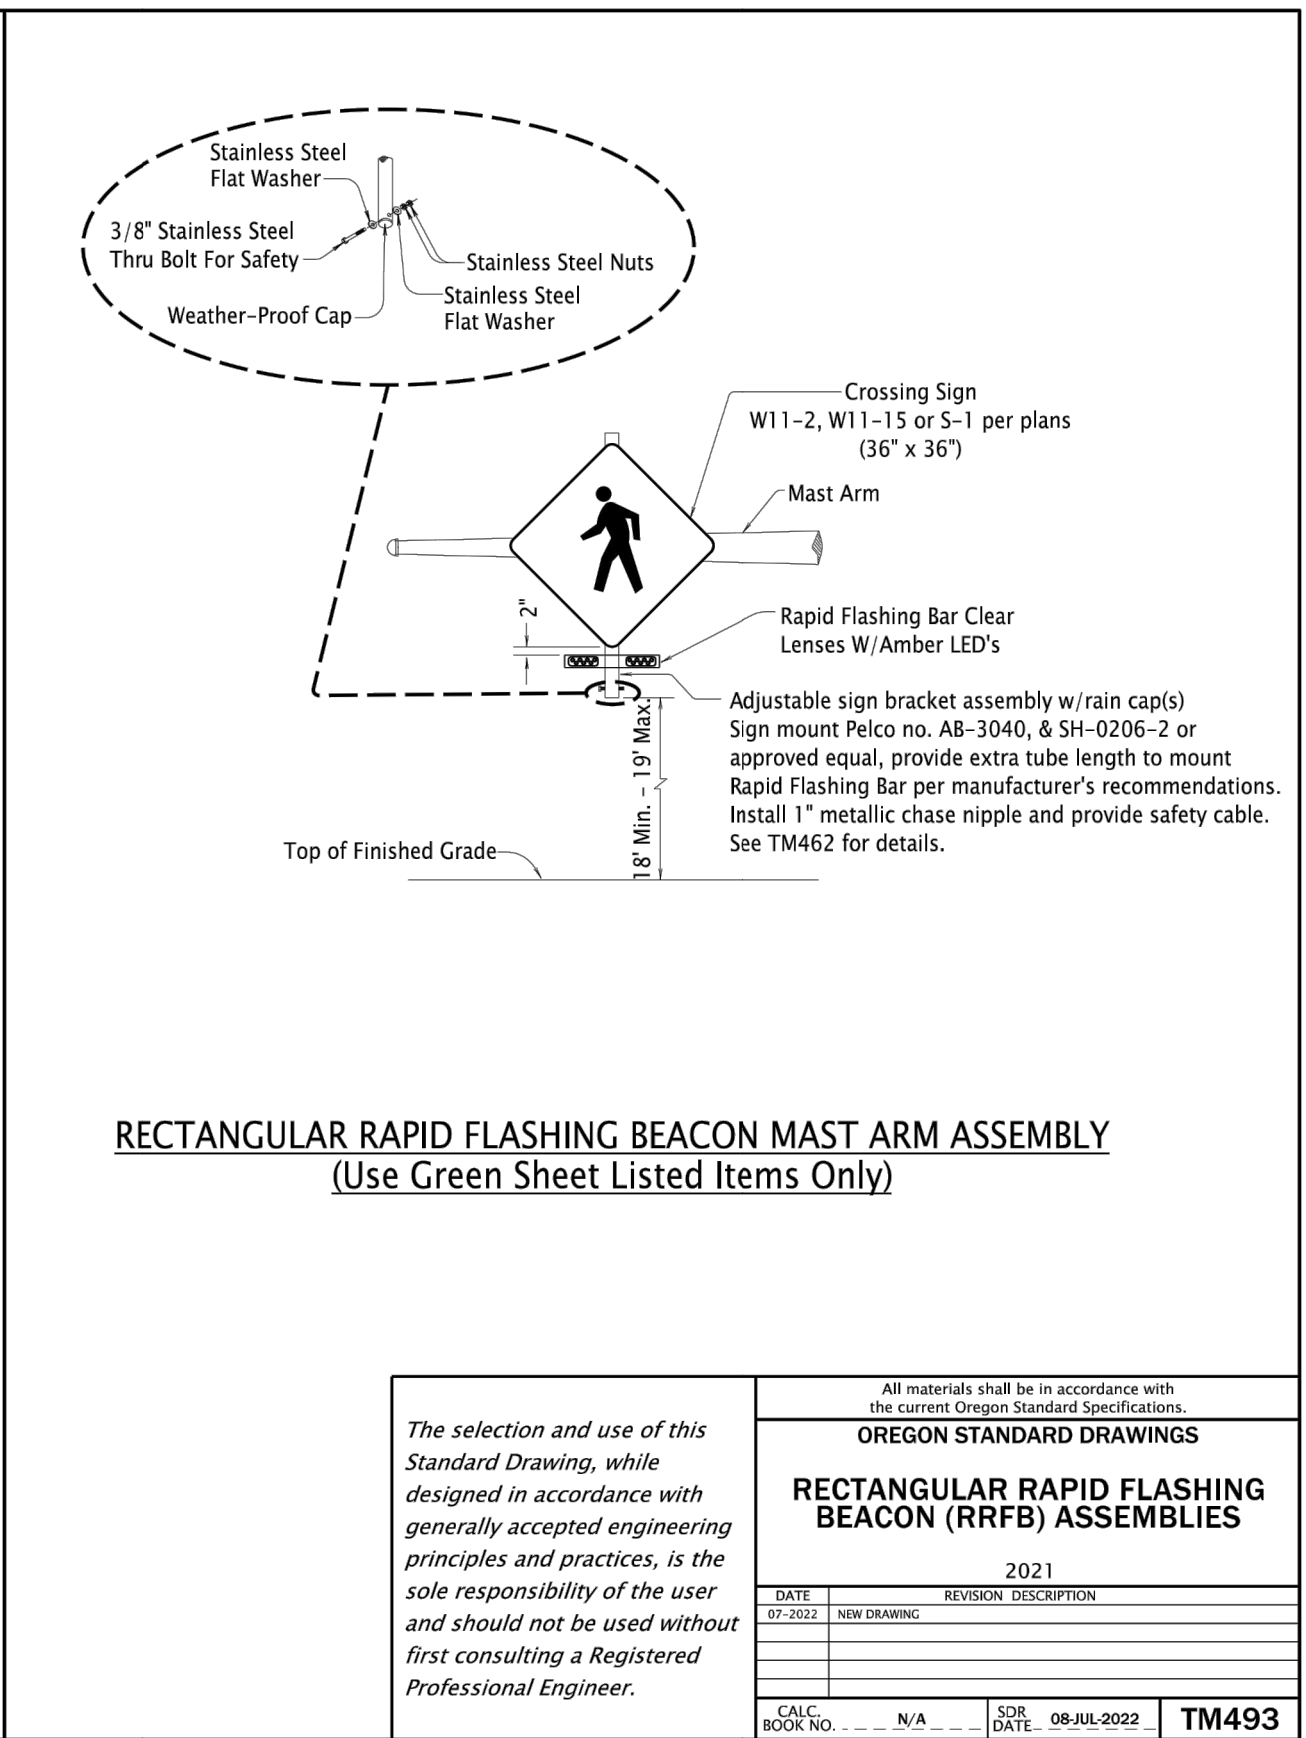 Stainless Steel
Flat Washer
3/8" Stainless Steel
Thru Bolt For Safety
Stainless Steel Nuts
Stainless Steel
Flat Washer
Weather-Proof Cap
Crossing Sign
W11-2, W11-15 or S-1 per plans
(36" x 36")
Mast Arm
2"
Rapid Flashing Bar Clear
Lenses W/Amber LED's
Adjustable sign bracket assembly w/rain cap(s)
Sign mount Pelco no. AB-3040, & SH-0206-2 or
approved equal, provide extra tube length to mount
Rapid Flashing Bar per manufacturer's recommendations.
Install 1" metallic chase nipple and provide safety cable.
See TM462 for details.
18' Min. - 19' Max.
Top of Finished Grade
RECTANGULAR RAPID FLASHING BEACON MAST ARM ASSEMBLY
(Use Green Sheet Listed Items Only)
The selection and use of this
Standard Drawing, while
designed in accordance with
generally accepted engineering
principles and practices, is the
sole responsibility of the user
and should not be used without
first consulting a Registered
Professional Engineer.
All materials shall be in accordance with
the current Oregon Standard Specifications.
OREGON STANDARD DRAWINGS
RECTANGULAR RAPID FLASHING
BEACON (RRFB) ASSEMBLIES
2021
DATE REVISION DESCRIPTION
07-2022 NEW DRAWING
CALC.
BOOK NO. N/A
SDR
DATE 08-JUL-2022
TM493